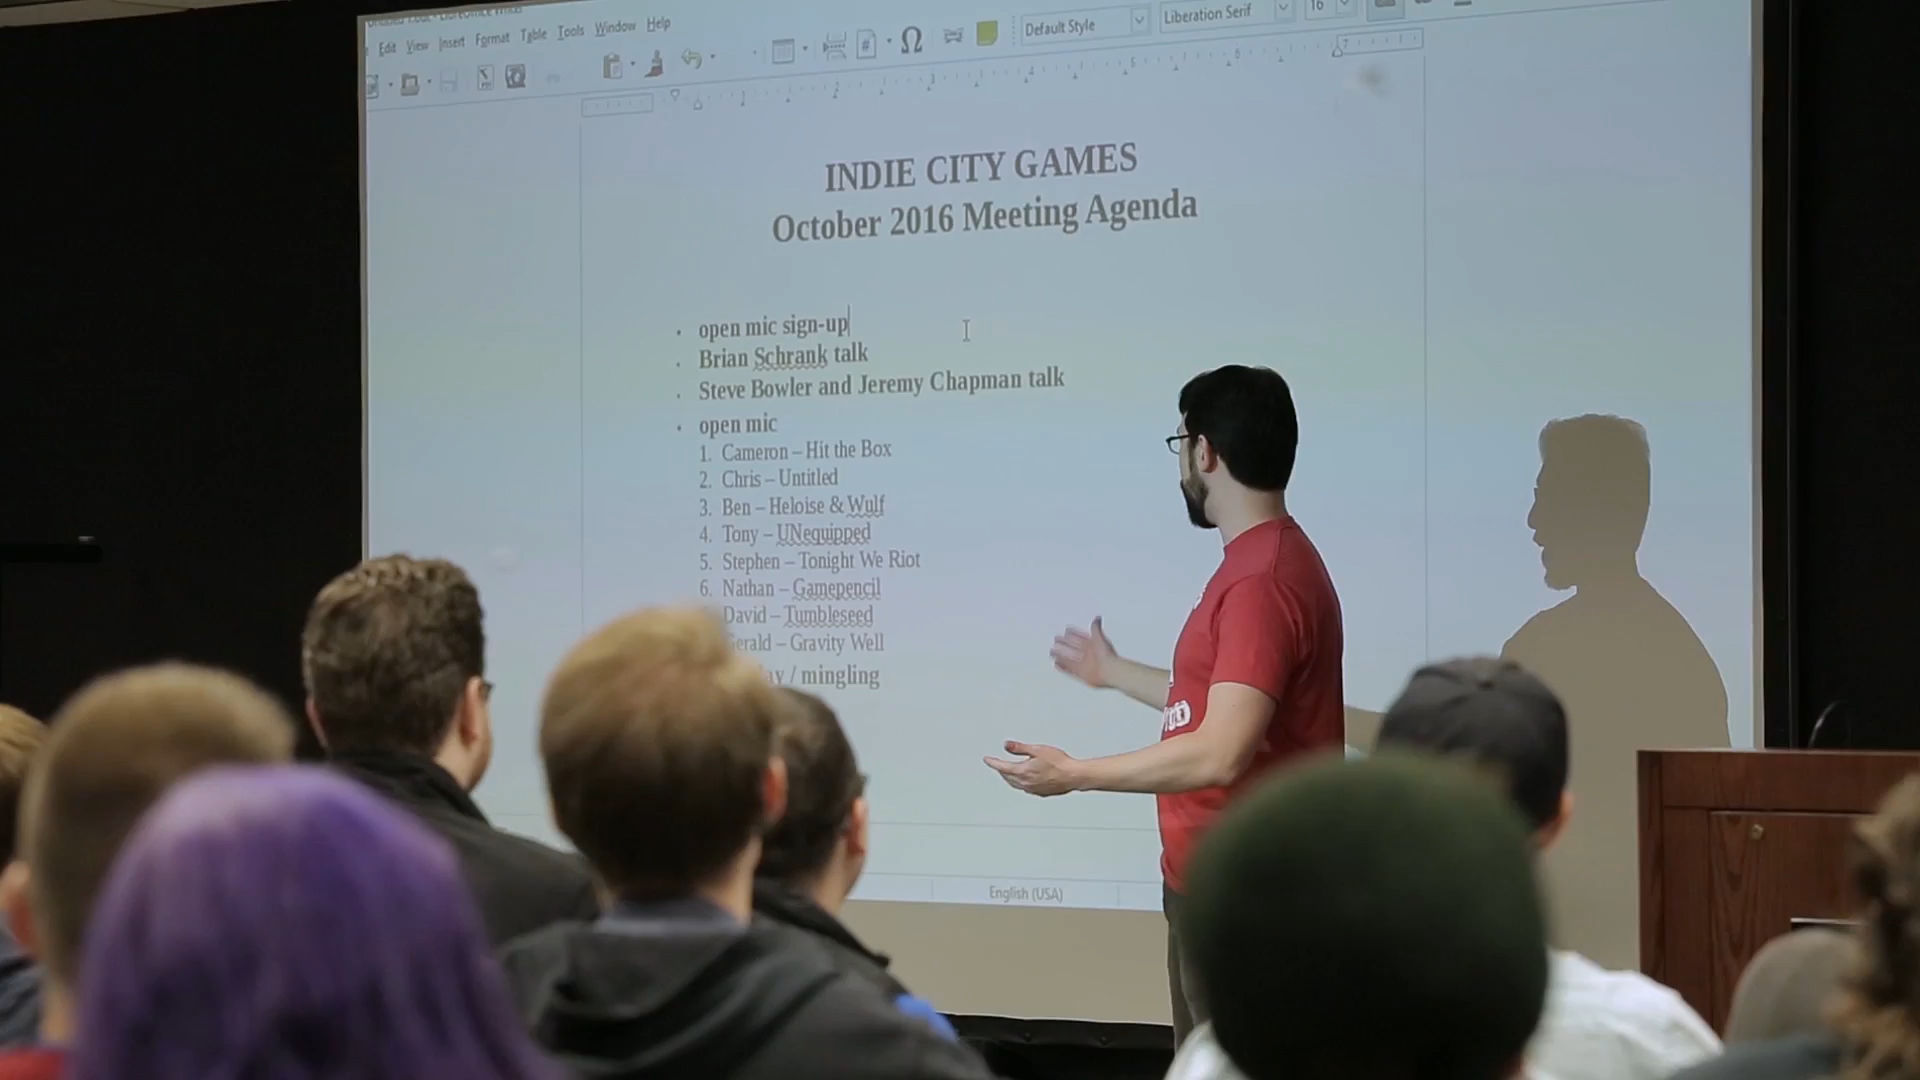 Edit View Insert Format Table Tools Window Help
Default Style Liberation Serif 16
INDIE CITY GAMES
October 2016 Meeting Agenda
• open mic sign-up
• Brian Schrank talk
• Steve Bowler and Jeremy Chapman talk
• open mic
1. Cameron – Hit the Box
2. Chris – Untitled
3. Ben – Heloise & Wulf
4. Tony – UNequipped
5. Stephen – Tonight We Riot
6. Nathan – Gamepencil
David – Tumbleseed
Gerald – Gravity Well
/ mingling
English (USA)